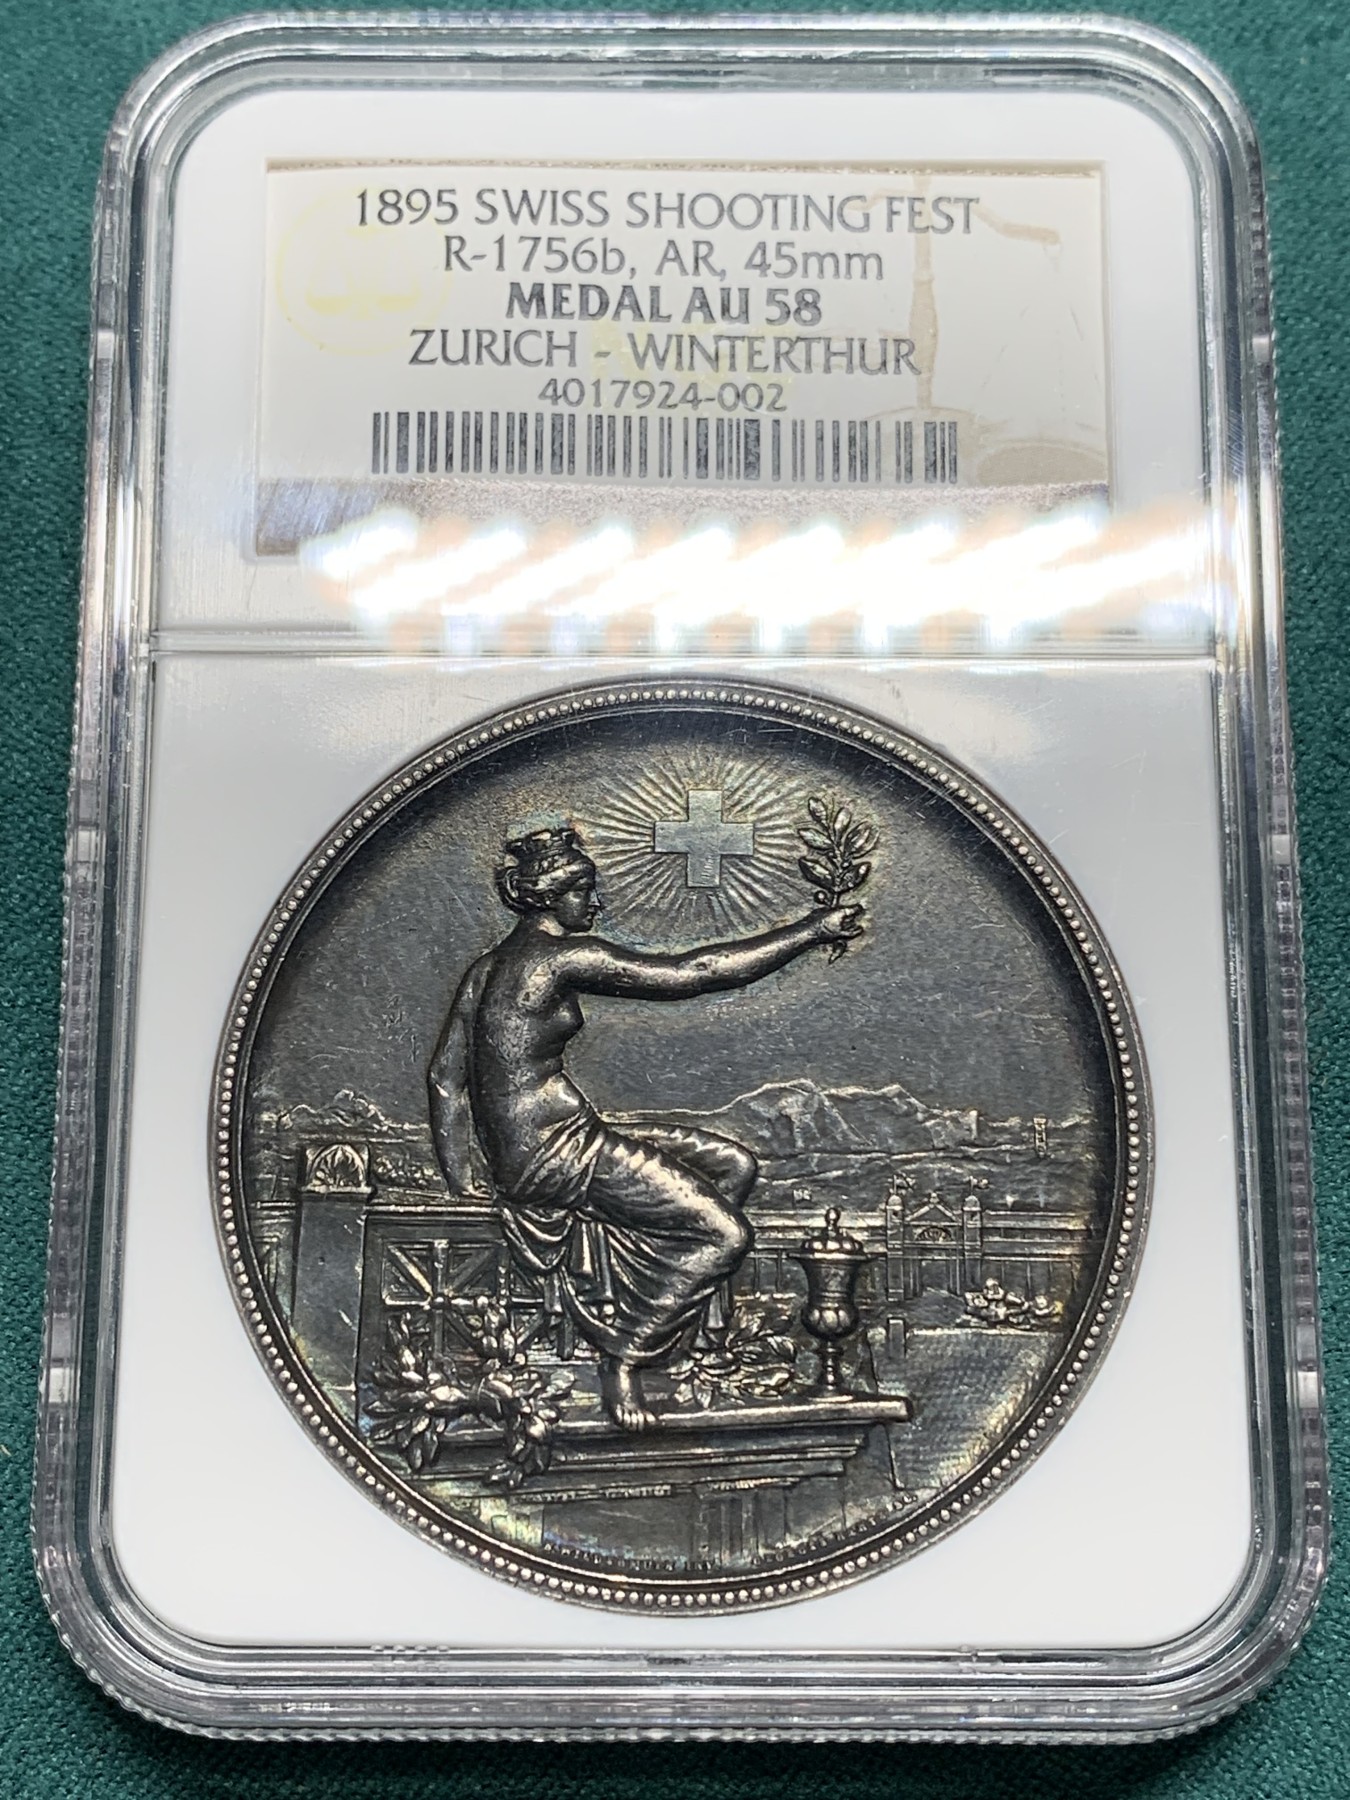 1895 SWISS SHOOTING FEST
R-1756b, AR, 45mm
MEDAL AU 58
ZURICH - WINTERTHUR
4017924-002